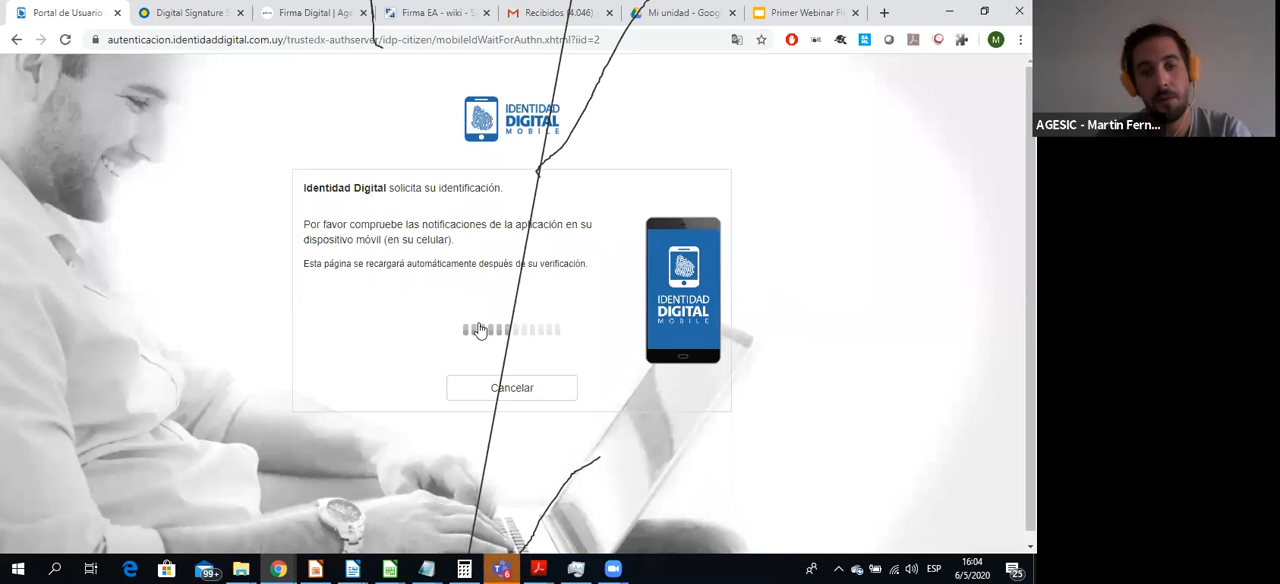 Portal de Usuario
Digital Signature S
Firma Digital | Age
Firma EA - wiki - S
Recibidos (4.046)
Mi unidad - Goog
Primer Webinar Fi
autenticacion.identidaddigital.com.uy/trustedx-authserver/idp-citizen/mobileIdWaitForAuthn.xhtml?iid=2
M
AGESIC - Martin Fern...
IDENTIDAD
DIGITAL
MOBILE
Identidad Digital solicita su identificación.
Por favor compruebe las notificaciones de la aplicación en su
dispositivo móvil (en su celular).
Esta página se recargará automáticamente después de su verificación.
IDENTIDAD
DIGITAL
MOBILE
Cancelar
99+
6
ESP
16:04
6/5/2020
25